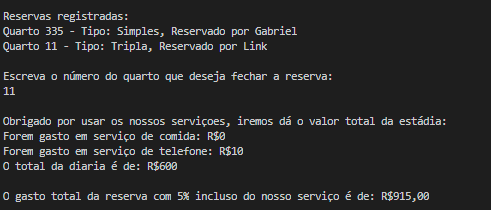 Reservas registradas:
Quarto 335 - Tipo: Simples, Reservado por Gabriel
Quarto 11 - Tipo: Tripla, Reservado por Link
Escreva o número do quarto que deseja fechar a reserva:
11
Obrigado por usar os nossos serviçoes, iremos dá o valor total da estádia:
Forem gasto em serviço de comida: R$0
Forem gasto em serviço de telefone: R$10
O total da diaria é de: R$600
O gasto total da reserva com 5% incluso do nosso serviço é de: R$915,00